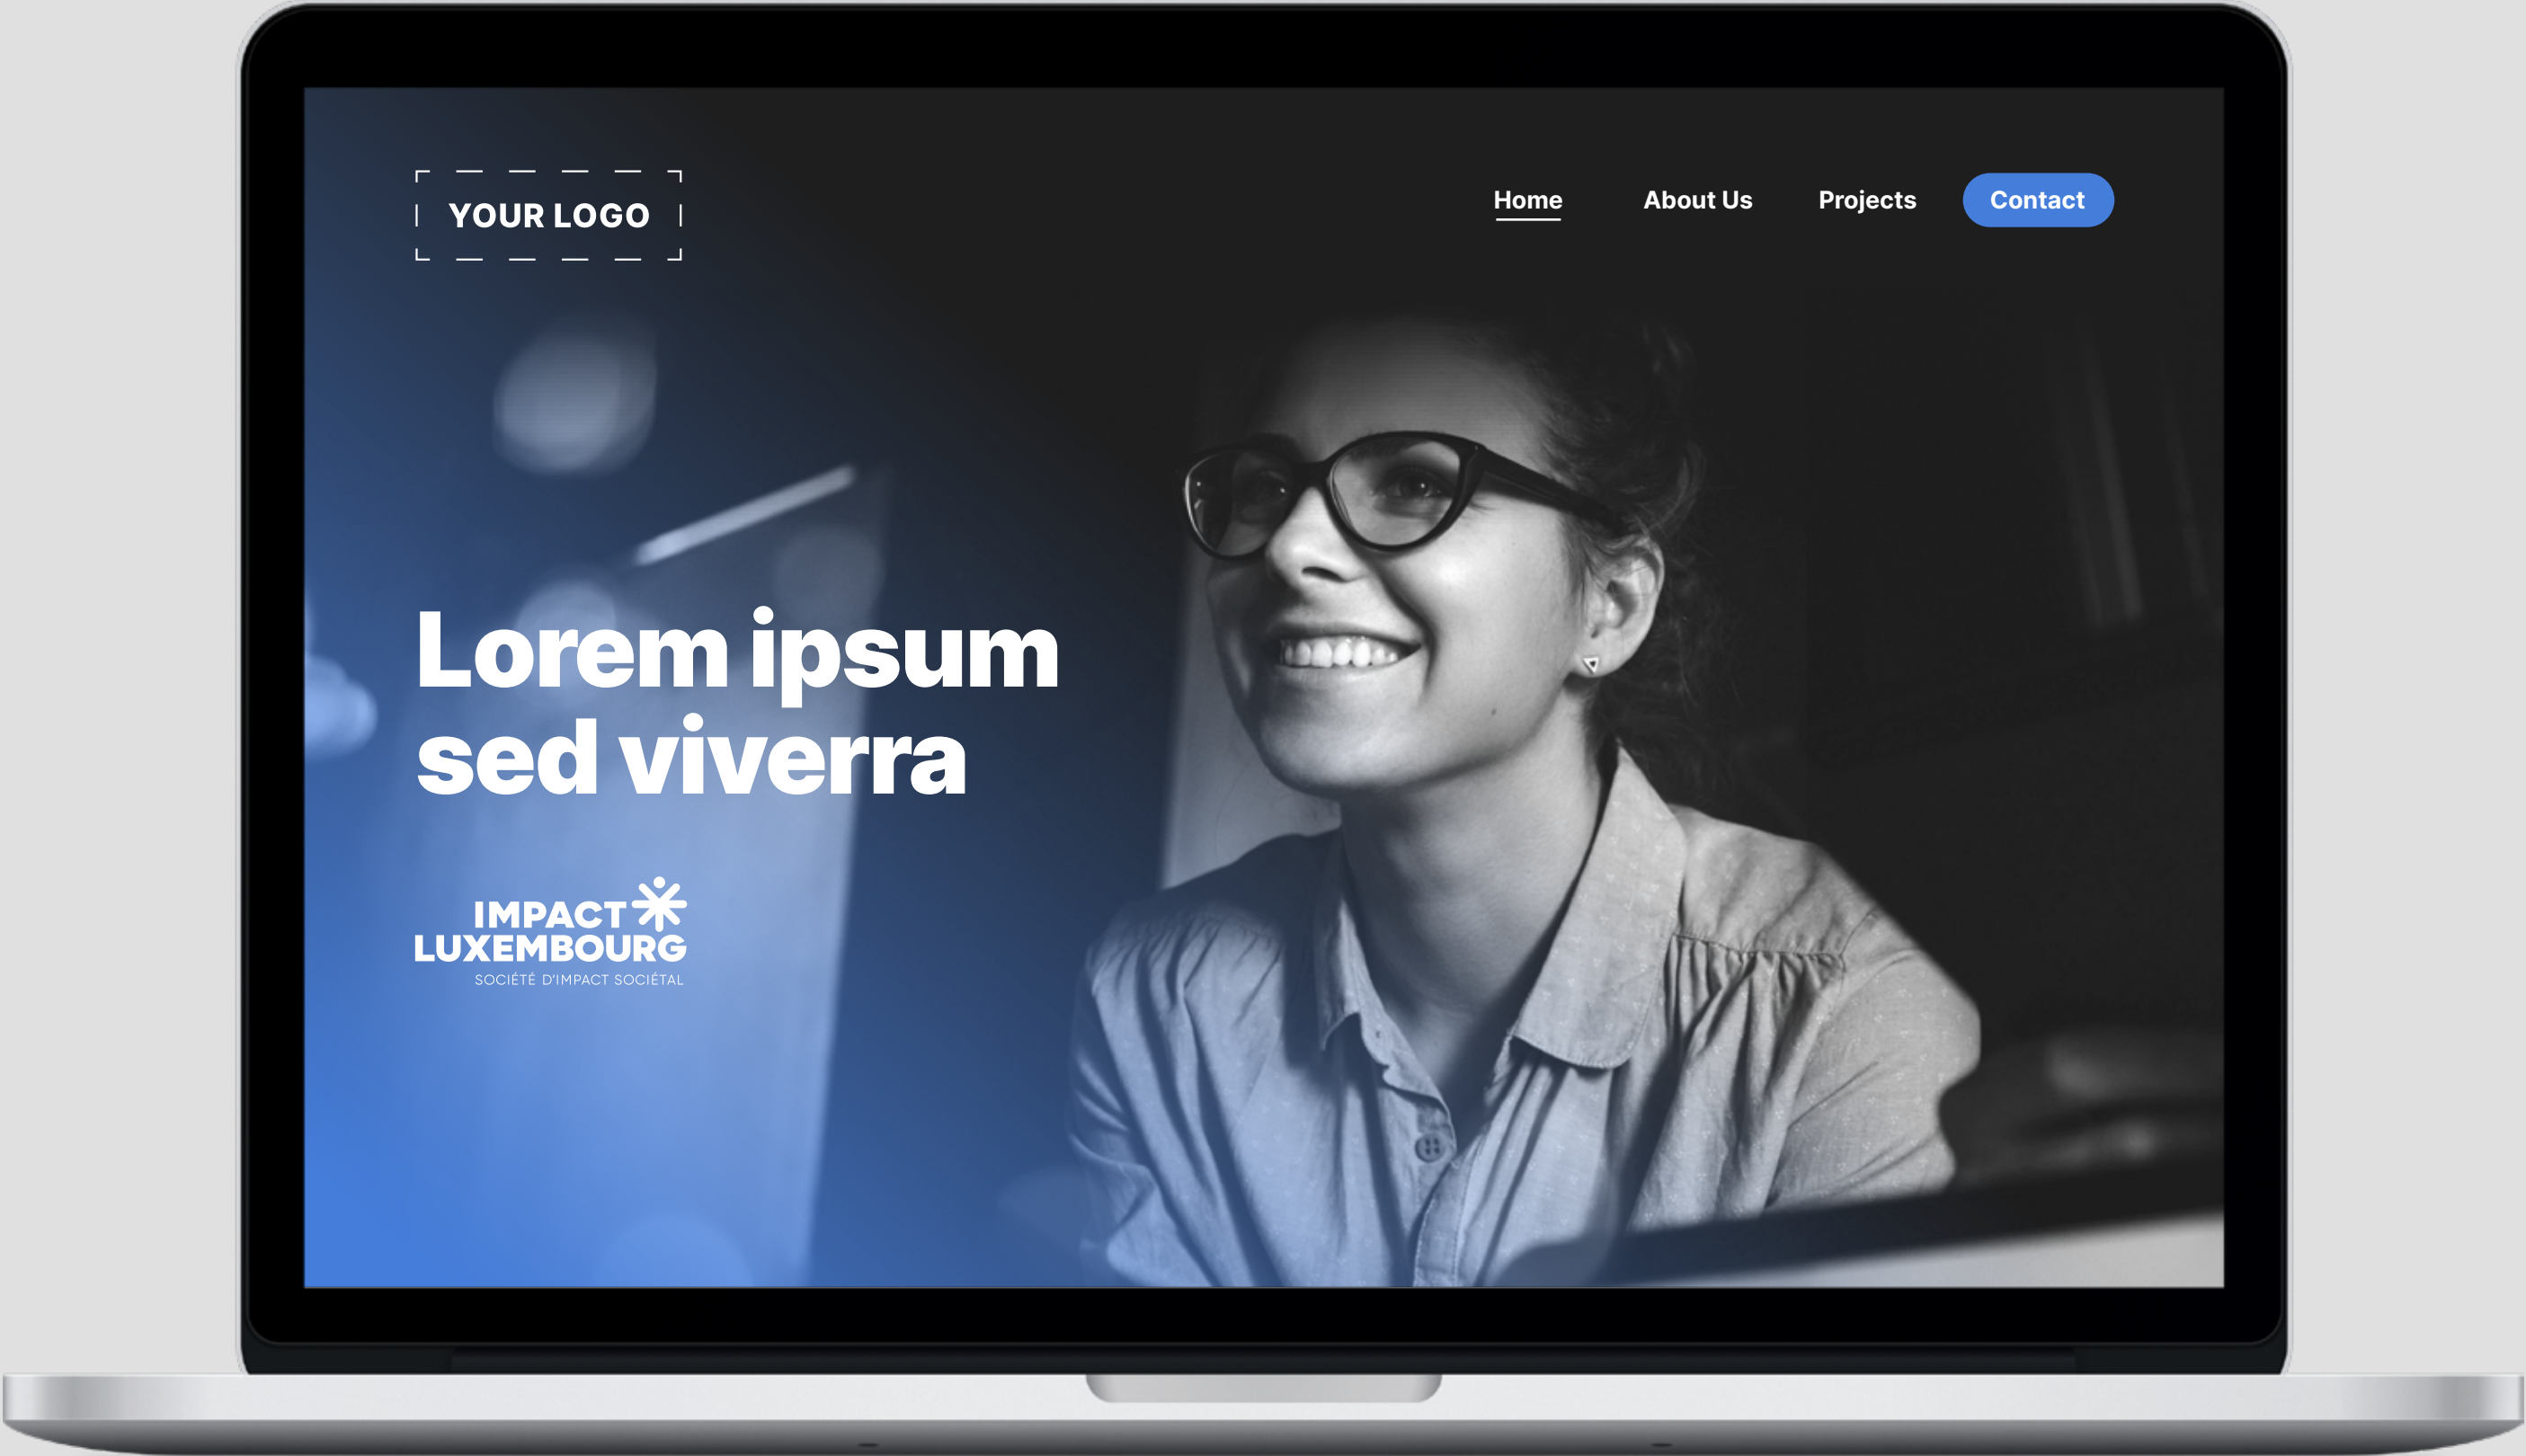 YOUR LOGO
Home
About Us
Projects
Contact
Lorem ipsum
sed viverra
IMPACT
LUXEMBOURG
SOCIÉTÉ D'IMPACT SOCIÉTAL